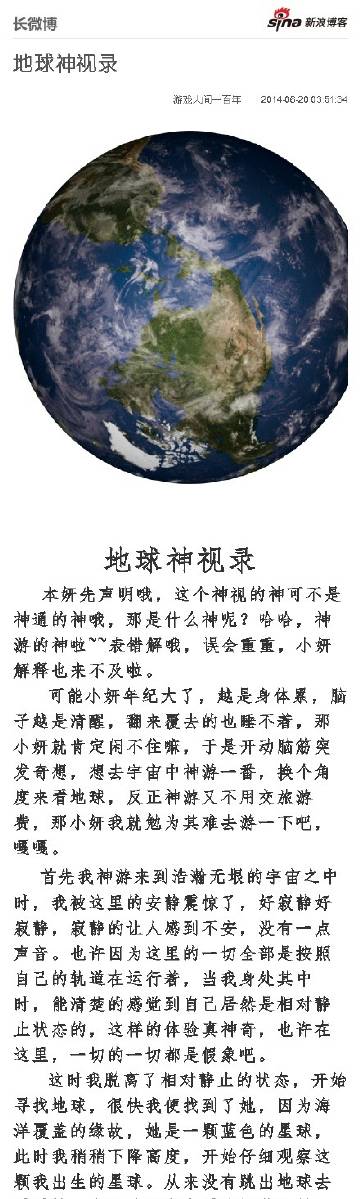 长微博
sina 新浪博客
地球神视录
游戏人间一百年 2014-06-20 03:51:34
地球神视录
本妍先声明哦，这个神视的神可不是
神通的神哦，那是什么神呢？哈哈，神
游的神啦~~表错解哦，误会重重，小妍
解释也来不及啦。
可能小妍年纪大了，越是身体累，脑
子越是清醒，翻来覆去的也睡不着，那
小妍就肯定闲不住嘛，于是开动脑筋突
发奇想，想去宇宙中神游一番，换个角
度来看地球，反正神游又不用交旅游
费，那小妍我就勉为其难去游一下吧，
嘎嘎。
首先我神游来到浩瀚无垠的宇宙之中
时，我被这里的安静震惊了，好寂静好
寂静，寂静的让人感到不安，没有一点
声音。也许因为这里的一切全部是按照
自己的轨道在运行着，当我身处其中
时，能清楚的感觉到自己居然是相对静
止状态的，这样的体验真神奇，也许在
这里，一切的一切都是假象吧。
这时我脱离了相对静止的状态，开始
寻找地球，很快我便找到了她，因为海
洋覆盖的缘故，她是一颗蓝色的星球，
此时我稍稍下降高度，开始仔细观察这
颗我出生的星球。从来没有跳出地球去